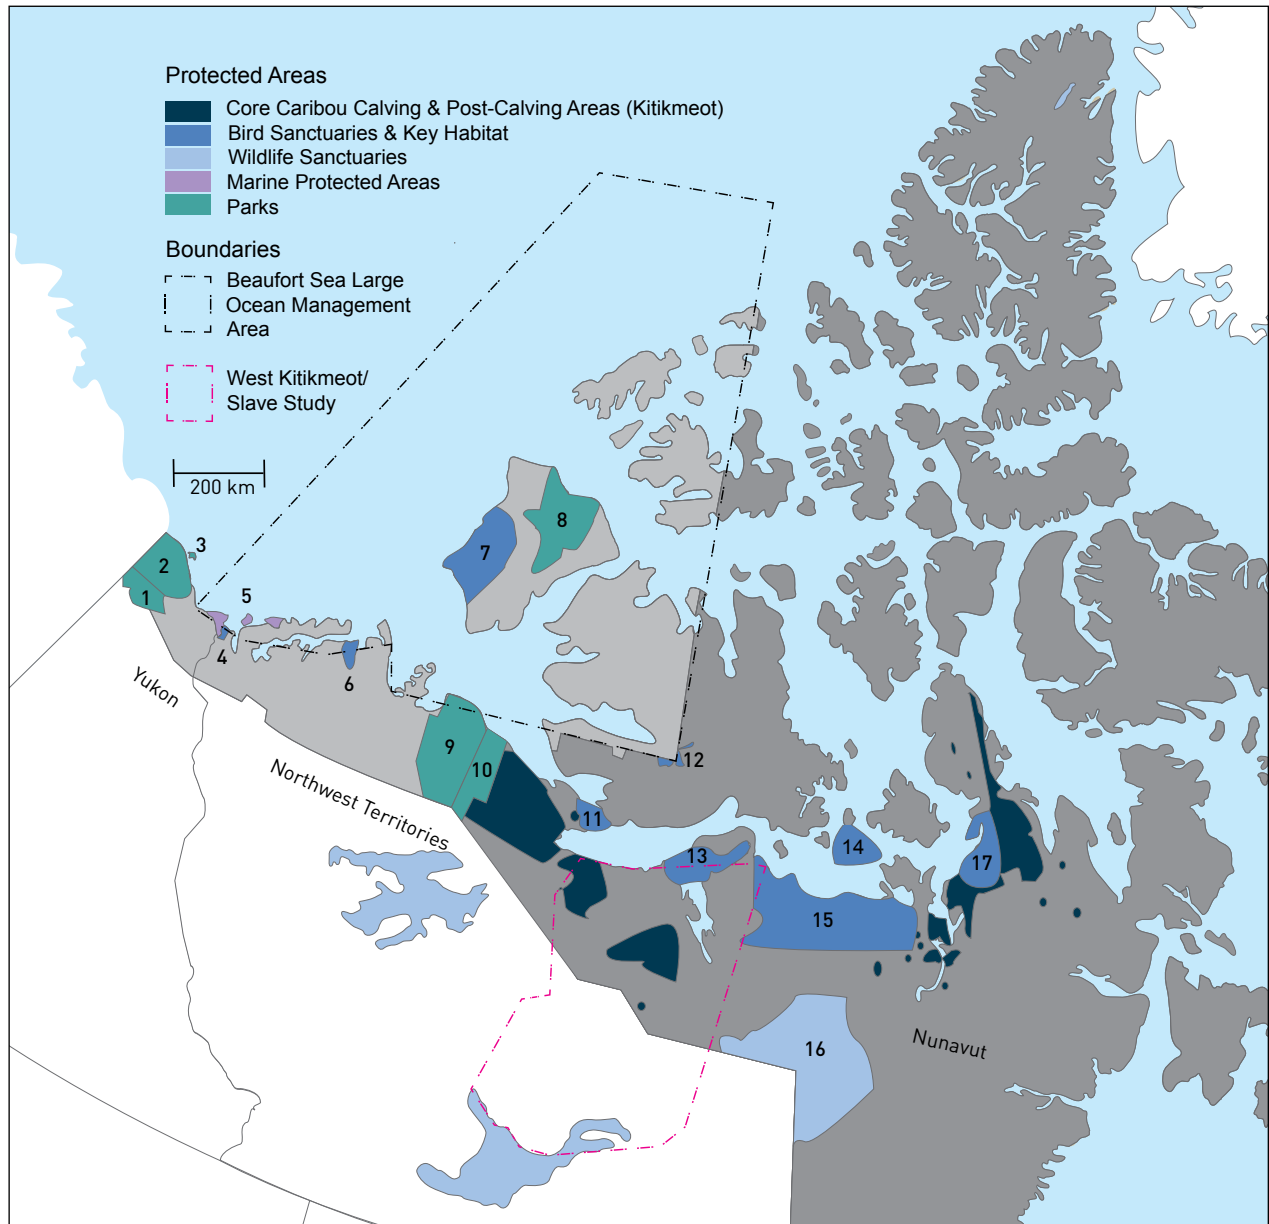 Protected Areas
Core Caribou Calving & Post-Calving Areas (Kitikmeot)
Bird Sanctuaries & Key Habitat
Wildlife Sanctuaries
Marine Protected Areas
Parks
Boundaries
Beaufort Sea Large
Ocean Management
Area
West Kitikmeot/
Slave Study
200 km
8
3
7
2
1
5
4
6
Yukon
9
12
10
Northwest Territories
11
14
13
17
15
Nunavut
16